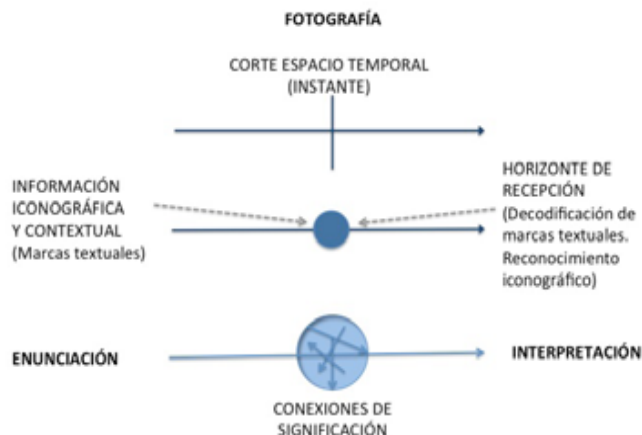 FOTOGRAFÍA
CORTE ESPACIO TEMPORAL
(INSTANTE)
INFORMACIÓN
ICONOGRÁFICA
Y CONTEXTUAL
(Marcas textuales)
HORIZONTE DE
RECEPCIÓN
(Decodificación de
marcas textuales.
Reconocimiento
iconográfico)
ENUNCIACIÓN
INTERPRETACIÓN
CONEXIONES DE
SIGNIFICACIÓN